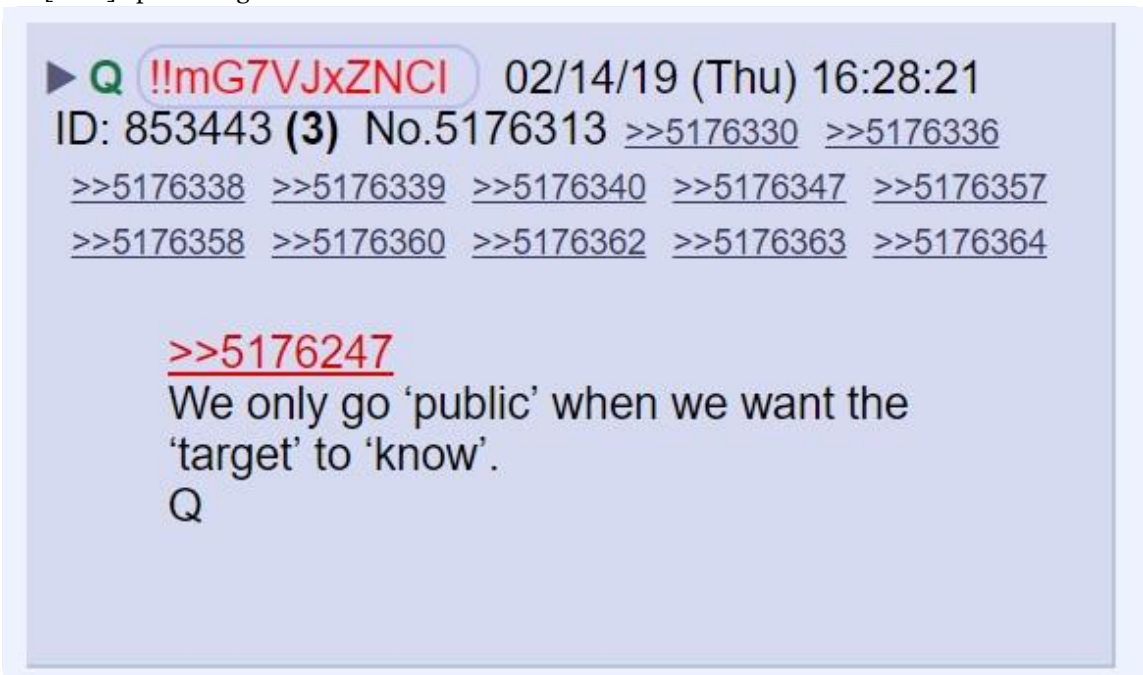 ▶ Q !!mG7VJxZNCI 02/14/19 (Thu) 16:28:21
ID: 853443 (3) No.5176313 >>5176330 >>5176336
>>5176338 >>5176339 >>5176340 >>5176347 >>5176357
>>5176358 >>5176360 >>5176362 >>5176363 >>5176364
>>5176247
We only go ‘public’ when we want the
‘target’ to ‘know’.
Q